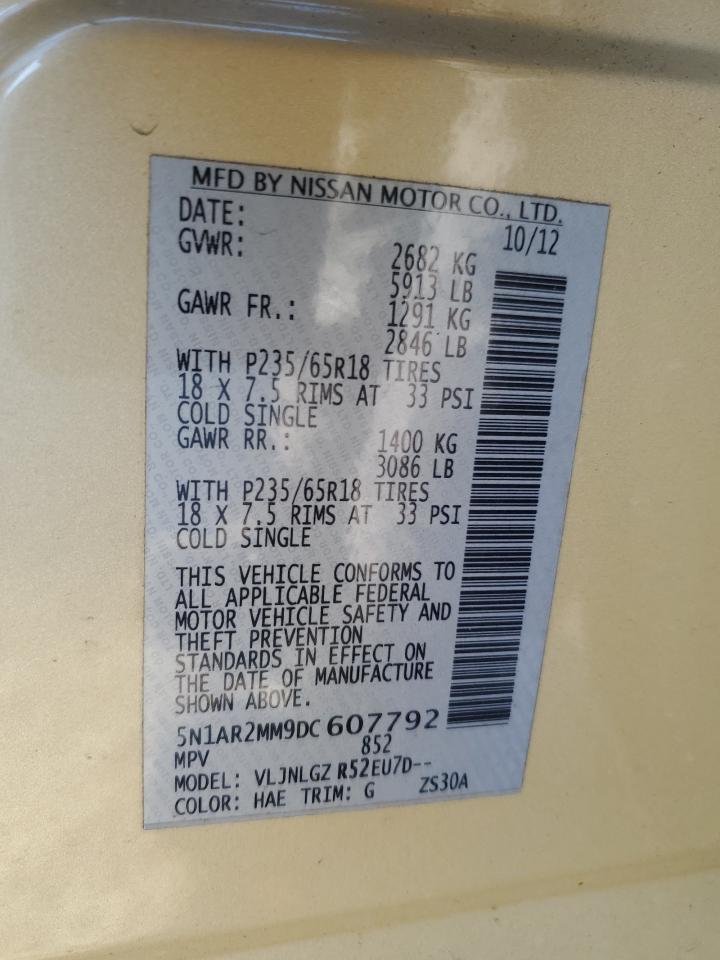 MFD BY NISSAN MOTOR CO., LTD.
DATE: 10/12
GVWR: 2682 KG
5913 LB
GAWR FR.: 1291 KG
2846 LB
WITH P235/65R18 TIRES
18 X 7.5 RIMS AT 33 PSI
COLD SINGLE
GAWR RR.: 1400 KG
3086 LB
WITH P235/65R18 TIRES
18 X 7.5 RIMS AT 33 PSI
COLD SINGLE
THIS VEHICLE CONFORMS TO
ALL APPLICABLE FEDERAL
MOTOR VEHICLE SAFETY AND
THEFT PREVENTION
STANDARDS IN EFFECT ON
THE DATE OF MANUFACTURE
SHOWN ABOVE.
5N1AR2MM9DC 607792
MPV 852
MODEL: VLJNLGZ R52EU7D--
COLOR: HAE TRIM: G ZS30A